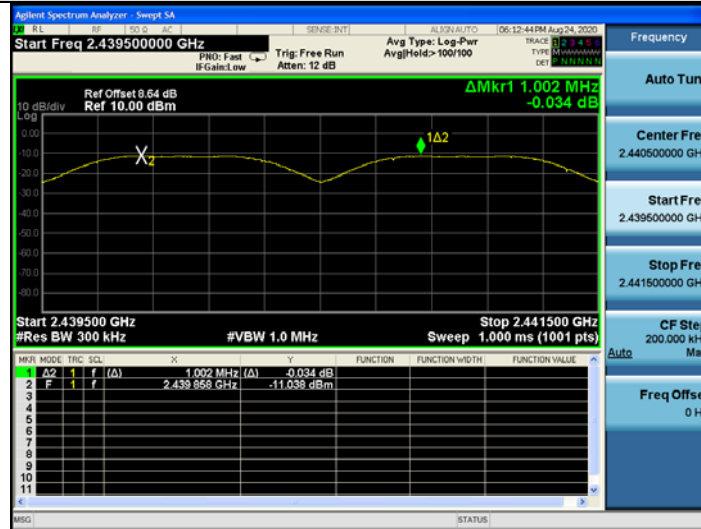 Agilent Spectrum Analyzer - Swept SA
RL RF 50 Ω AC SENSE:INT ALIGNAUTO 06:12:44 PM Aug 24, 2020
Start Freq 2.439500000 GHz
PNO: Fast
IFGain:Low
Trig: Free Run
Atten: 12 dB
Avg Type: Log-Pwr
Avg|Hold:>100/100
TRACE 1 2 3 4 5 6
TYPE M
DET P N N N N N
Ref Offset 8.64 dB
Ref 10.00 dBm
ΔMkr1 1.002 MHz
-0.034 dB
10 dB/div
Log
0.00
-10.0
-20.0
-30.0
-40.0
-50.0
-60.0
-70.0
-80.0
X2
1Δ2
Start 2.439500 GHz
Stop 2.441500 GHz
#Res BW 300 kHz #VBW 1.0 MHz Sweep 1.000 ms (1001 pts)
MKR MODE TRC SCL X Y FUNCTION FUNCTION WIDTH FUNCTION VALUE
1 Δ2 1 f (Δ) 1.002 MHz (Δ) -0.034 dB
2 F 1 f 2.439 858 GHz -11.038 dBm
3
4
5
6
7
8
9
10
11
MSG STATUS
Frequency
Auto Tun
Center Fre
2.440500000 GH
Start Fre
2.439500000 GH
Stop Fre
2.441500000 GH
CF Ste
200.000 kH
Auto Ma
Freq Offse
0 H